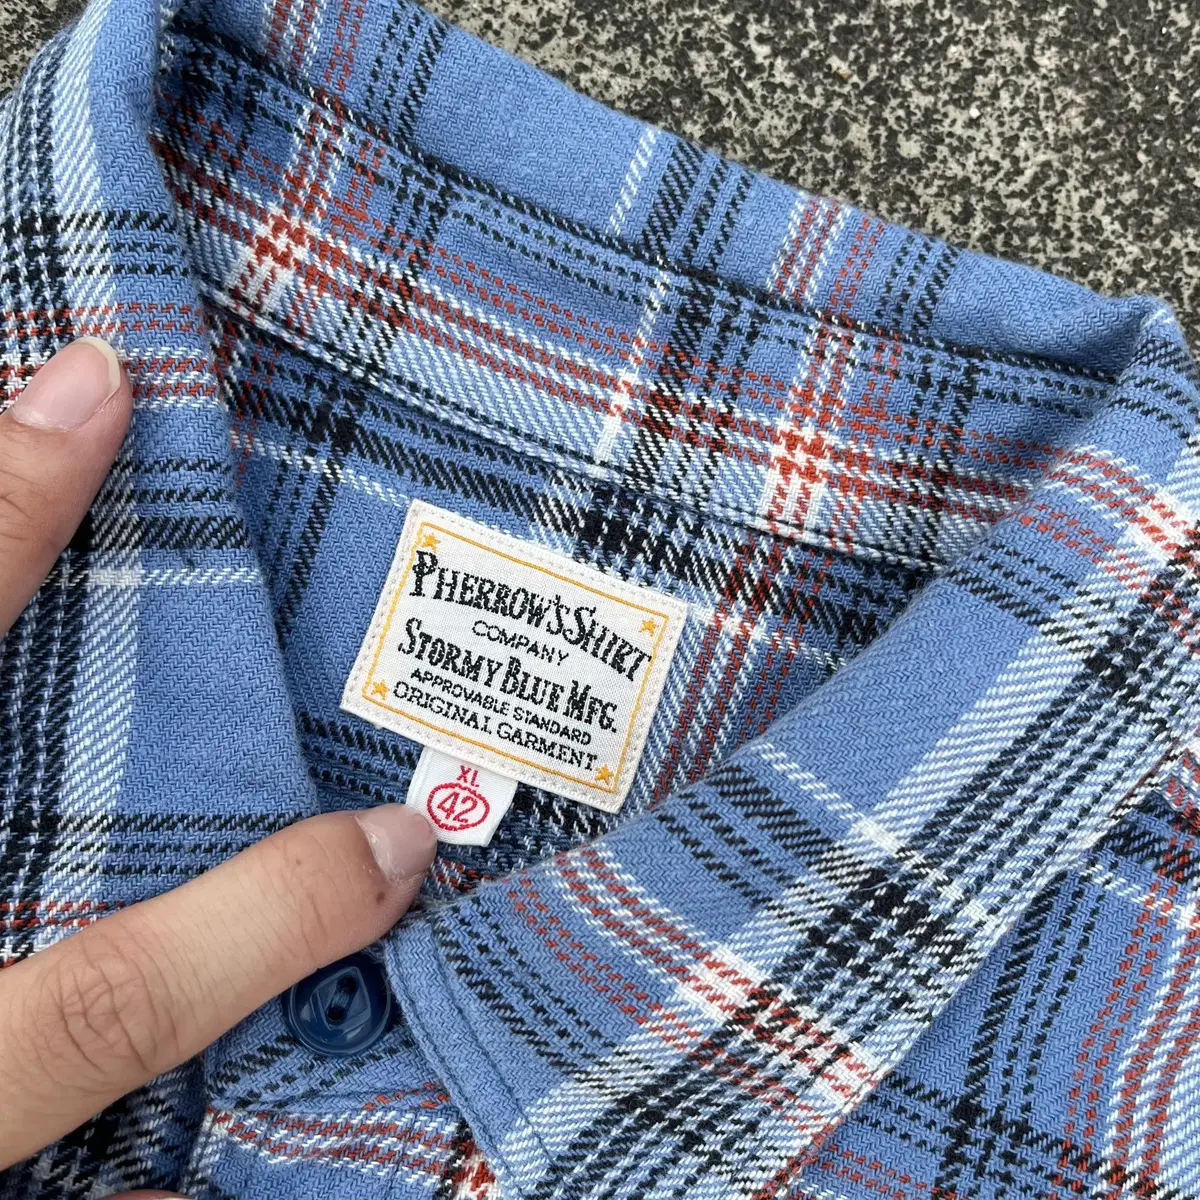 PHERROW'S SHIRT
COMPANY
STORMY BLUE MFG.
APPROVABLE STANDARD
ORIGINAL GARMENT
XL
42